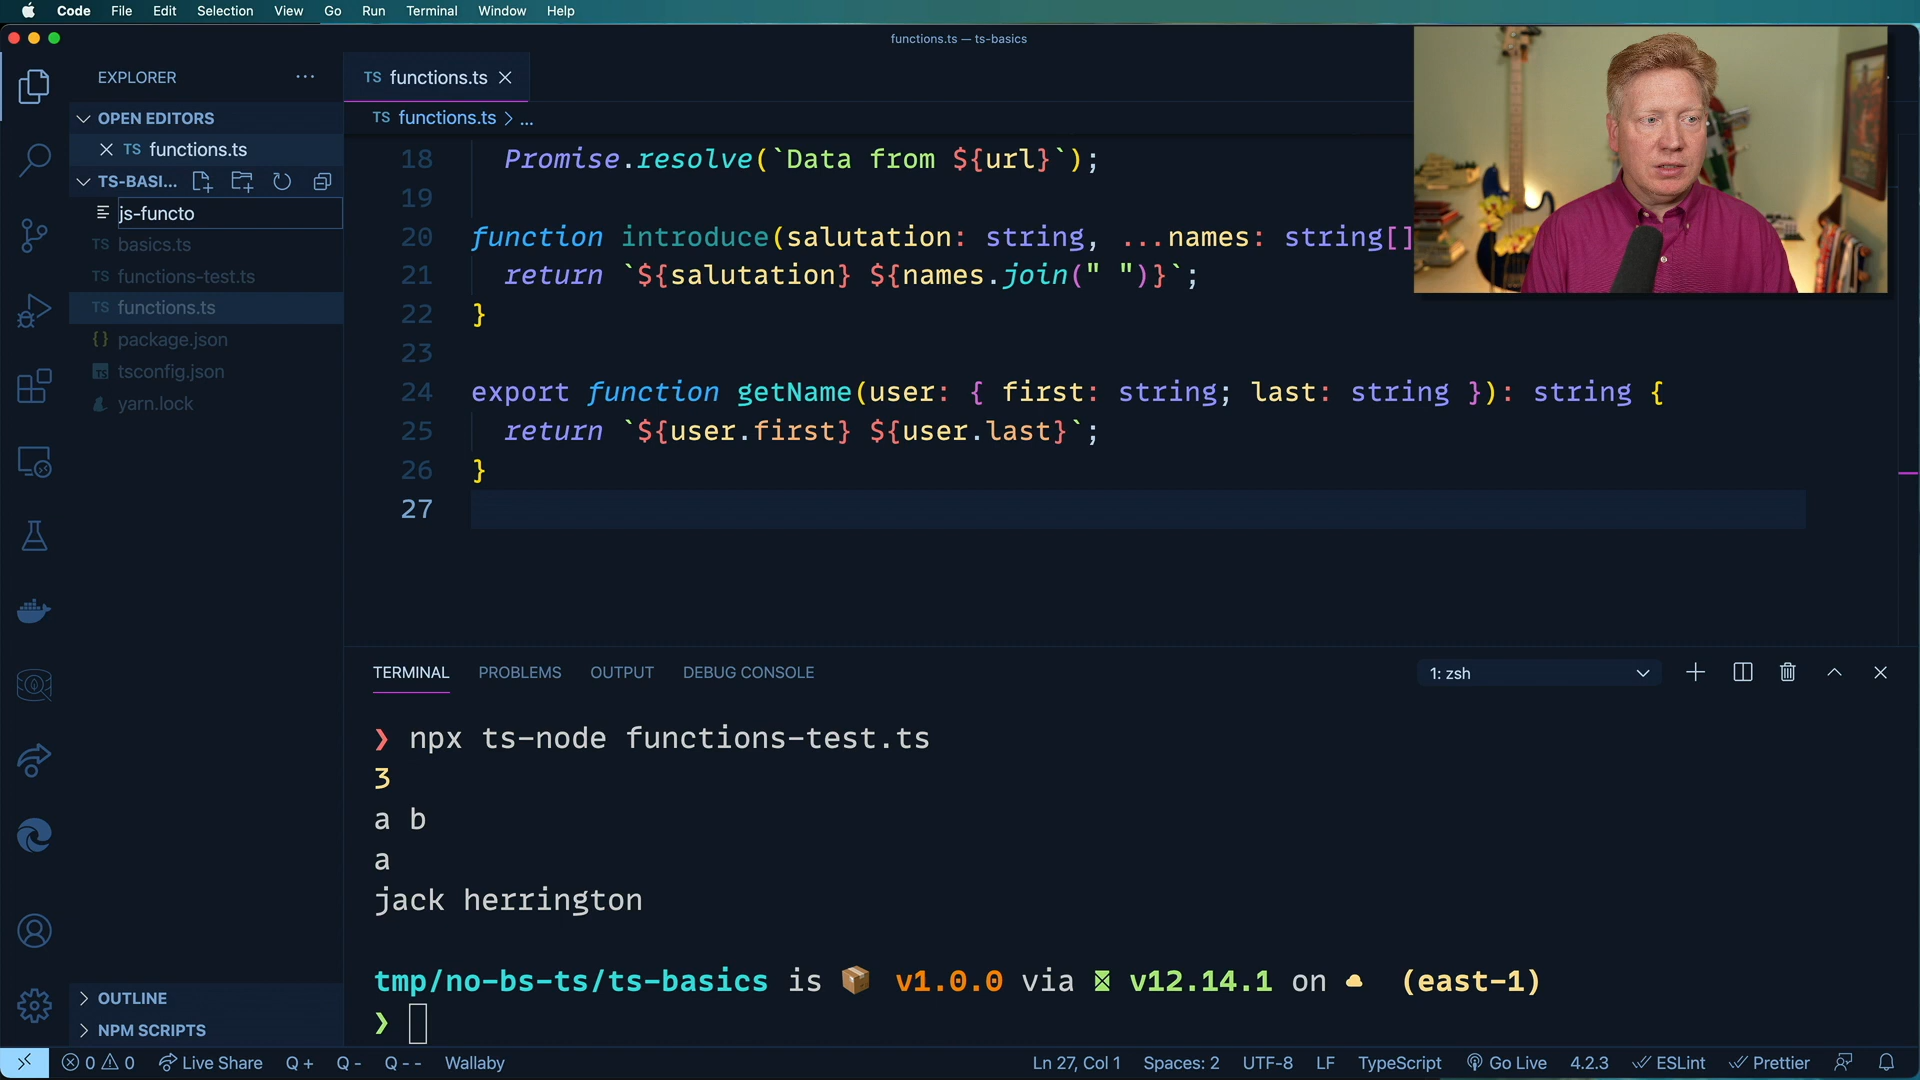 Code File Edit Selection View Go Run Terminal Window Help
functions.ts — ts-basics
EXPLORER ...
TS functions.ts
OPEN EDITORS
TS functions.ts
TS functions.ts > ...
TS-BASI...
js-functo
TS basics.ts
TS functions-test.ts
TS functions.ts
{} package.json
TS tsconfig.json
yarn.lock
18 Promise.resolve(`Data from ${url}`);
19
20 function introduce(salutation: string, ...names: string[]
21 return `${salutation} ${names.join(" ")}`;
22 }
23
24 export function getName(user: { first: string; last: string }): string {
25 return `${user.first} ${user.last}`;
26 }
27
TERMINAL PROBLEMS OUTPUT DEBUG CONSOLE 1: zsh
❯ npx ts-node functions-test.ts
3
a b
a
jack herrington
tmp/no-bs-ts/ts-basics is 📦 v1.0.0 via v12.14.1 on (east-1)
❯
OUTLINE
NPM SCRIPTS
0 0 Live Share Q + Q - Q - - Wallaby Ln 27, Col 1 Spaces: 2 UTF-8 LF TypeScript Go Live 4.2.3 ESLint Prettier